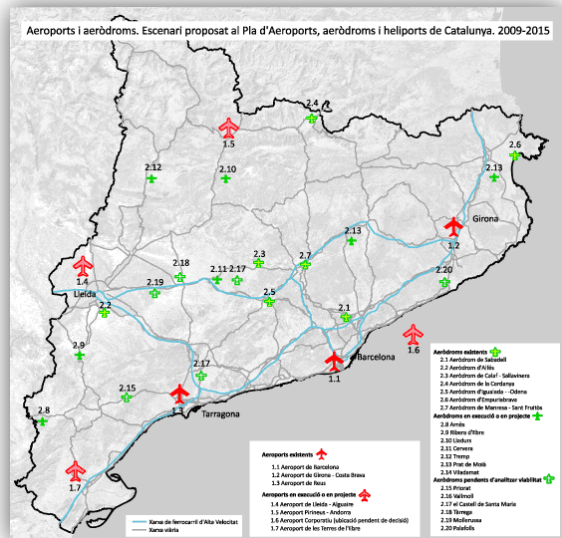 Aeroports i aeròdroms. Escenari proposat al Pla d'Aeroports, aeròdroms i heliports de Catalunya. 2009-2015
2.4
1.5
2.6
2.12
2.10
2.13
Girona
1.2
2.13
2.3
2.7
2.18
2.11 2.17
2.20
1.4
Lleida
2.19
2.5
2.2
2.1
1.6
2.9
Barcelona
1.1
2.17
2.15
2.8
1.3
Tarragona
1.7
Aeroports existents
1.1 Aeroport de Barcelona
1.2 Aeroport de Girona - Costa Brava
1.3 Aeroport de Reus
Aeroports en execució o en projecte
1.4 Aeroport de Lleida - Alguaire
1.5 Aeroport Pirineus - Andorra
1.6 Aeroport Corporatiu (ubicació pendent de decisió)
1.7 Aeroport de les Terres de l'Ebre
Xarxa de ferrocarril d'Alta Velocitat
Xarxa viària
Aeròdroms existents
2.1 Aeròdrom de Sabadell
2.2 Aeròdrom d'Alfés
2.3 Aeròdrom de Calaf - Sallavinera
2.4 Aeròdrom de la Cerdanya
2.5 Aeròdrom d'Igualada - Òdena
2.6 Aeròdrom d'Empuriabrava
2.7 Aeròdrom de Manresa - Sant Fruitós
Aeròdroms en execució o en projecte
2.8 Arnés
2.9 Ribera d'Ebre
2.10
2.11 Cervera
2.12 Tremp
2.13 Prat de Moià
2.14 Viladamat
Aeròdroms pendents d'analitzar viabilitat
2.15 Priorat
2.16 Vallmoll
2.17 el Castell de Santa Maria
2.18 Tàrrega
2.19 Mollerussa
2.20 Palafolls